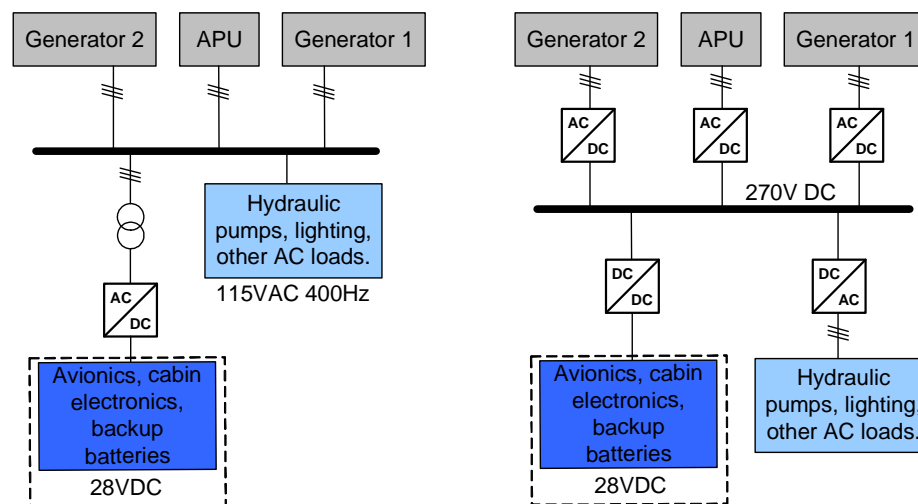 Generator 2
APU
Generator 1
AC
DC
Hydraulic
pumps, lighting,
other AC loads.
115VAC 400Hz
Avionics, cabin
electronics,
backup
batteries
28VDC
Generator 2
APU
Generator 1
AC
DC
AC
DC
AC
DC
270V DC
DC
DC
DC
AC
Avionics, cabin
electronics,
backup
batteries
28VDC
Hydraulic
pumps, lighting,
other AC loads.